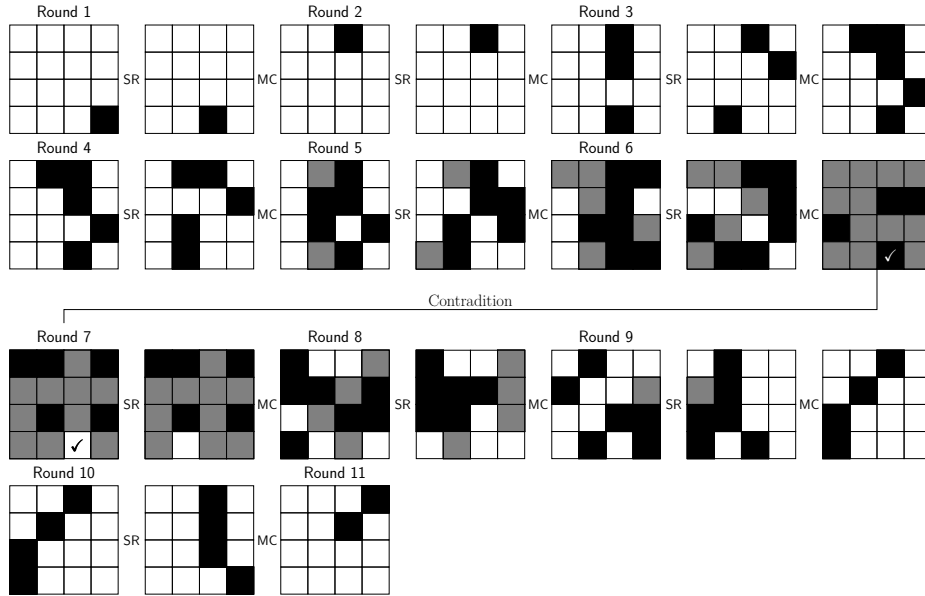 Round 1 Round 2 Round 3
SR MC SR MC SR MC
Round 4 Round 5 Round 6
SR MC SR MC SR MC
✓
Contradition
Round 7 Round 8 Round 9
SR MC SR MC SR MC
✓
Round 10 Round 11
SR MC